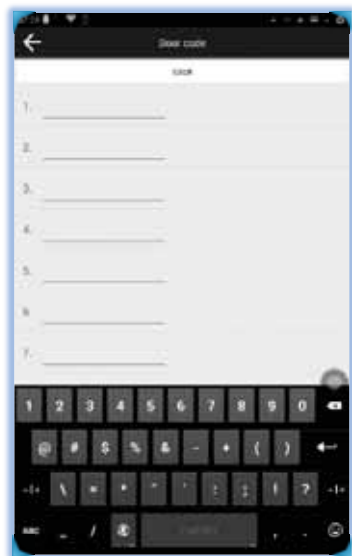 Door code
1.
2.
3.
4.
5.
6.
7.
1 2 3 4 5 6 7 8 9 0
@ # $ % & - + ( )
\ = * " ' : ; ! ?
ABC _ / , .